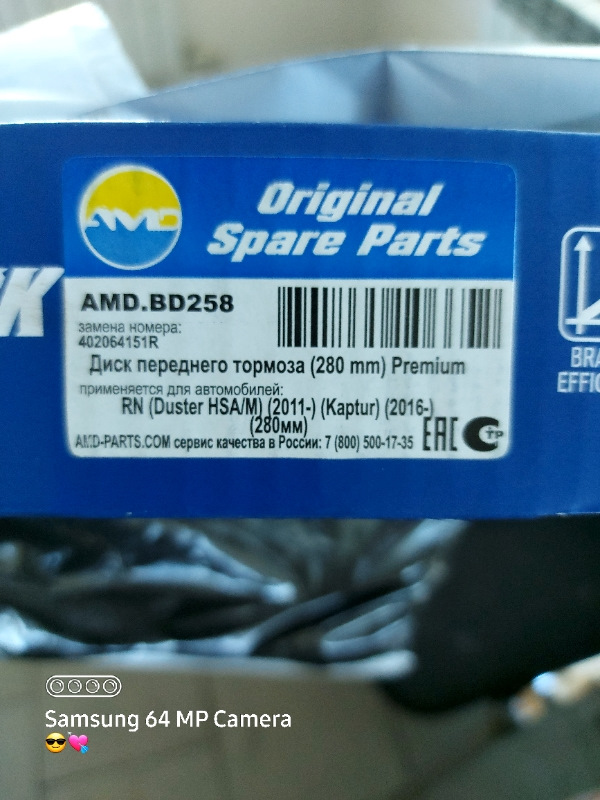 AMD
Original
Spare Parts
AMD.BD258
замена номера:
402064151R
Диск переднего тормоза (280 mm) Premium
применяется для автомобилей:
RN (Duster HSA/M) (2011-) (Kaptur) (2016-)
(280мм)
AMD-PARTS.COM сервис качества в России: 7 (800) 500-17-35
EAC
С ТР
Samsung 64 MP Camera
😎💘